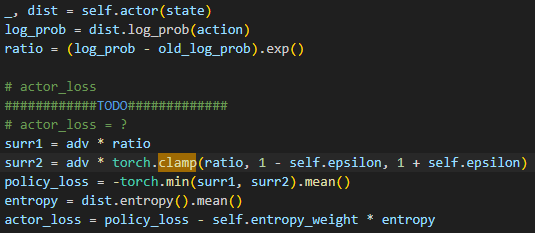 _, dist = self.actor(state)
log_prob = dist.log_prob(action)
ratio = (log_prob - old_log_prob).exp()
# actor_loss
############TODO#############
# actor_loss = ?
surr1 = adv * ratio
surr2 = adv * torch.clamp(ratio, 1 - self.epsilon, 1 + self.epsilon)
policy_loss = -torch.min(surr1, surr2).mean()
entropy = dist.entropy().mean()
actor_loss = policy_loss - self.entropy_weight * entropy